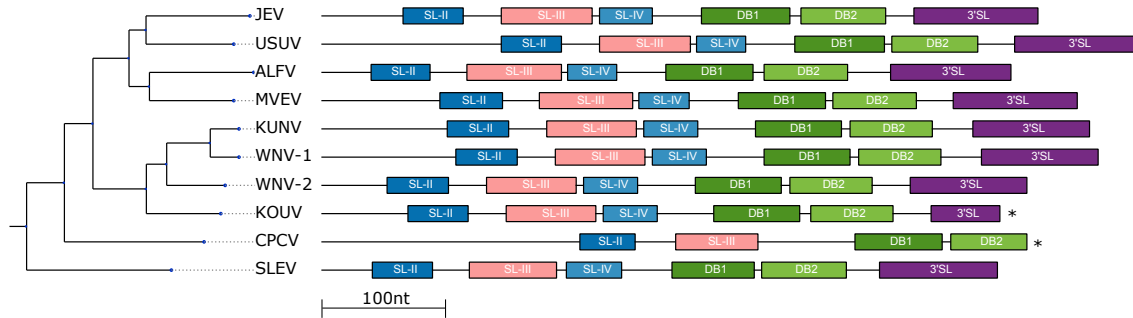 JEV SL-II SL-III SL-IV DB1 DB2 3'SL
USUV SL-II SL-III SL-IV DB1 DB2 3'SL
ALFV SL-II SL-III SL-IV DB1 DB2 3'SL
MVEV SL-II SL-III SL-IV DB1 DB2 3'SL
KUNV SL-II SL-III SL-IV DB1 DB2 3'SL
WNV-1 SL-II SL-III SL-IV DB1 DB2 3'SL
WNV-2 SL-II SL-III SL-IV DB1 DB2 3'SL
KOUV SL-II SL-III SL-IV DB1 DB2 3'SL *
CPCV SL-II SL-III DB1 DB2 *
SLEV SL-II SL-III SL-IV DB1 DB2 3'SL
100nt